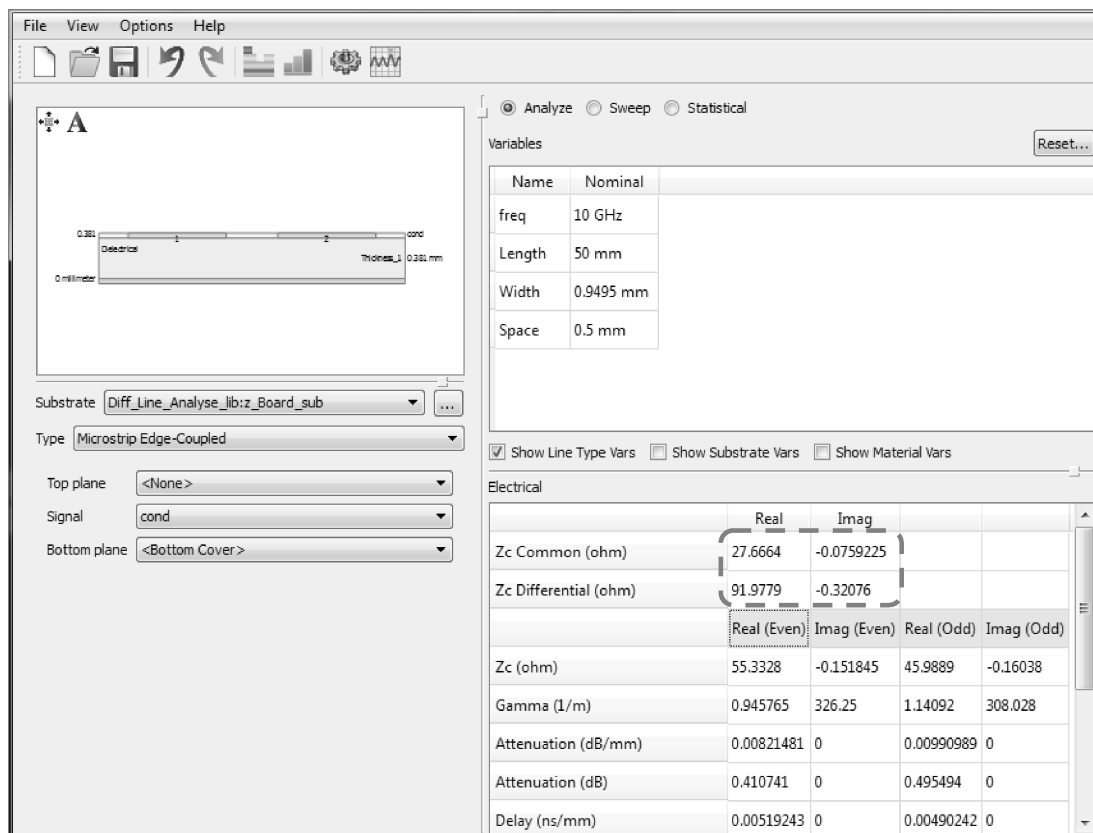 File View Options Help
A
0.381 1 2 cond
Dielectrical
Thickness_1 0.381 mm
0 millimeter
Substrate Diff_Line_Analyse_lib:z_Board_sub ...
Type Microstrip Edge-Coupled
Top plane <None>
Signal cond
Bottom plane <Bottom Cover>
Analyze Sweep Statistical
Variables Reset...
Name Nominal
freq 10 GHz
Length 50 mm
Width 0.9495 mm
Space 0.5 mm
Show Line Type Vars Show Substrate Vars Show Material Vars
Electrical
Real Imag
Zc Common (ohm) 27.6664 -0.0759225
Zc Differential (ohm) 91.9779 -0.32076
Real (Even) Imag (Even) Real (Odd) Imag (Odd)
Zc (ohm) 55.3328 -0.151845 45.9889 -0.16038
Gamma (1/m) 0.945765 326.25 1.14092 308.028
Attenuation (dB/mm) 0.00821481 0 0.00990989 0
Attenuation (dB) 0.410741 0 0.495494 0
Delay (ns/mm) 0.00519243 0 0.00490242 0